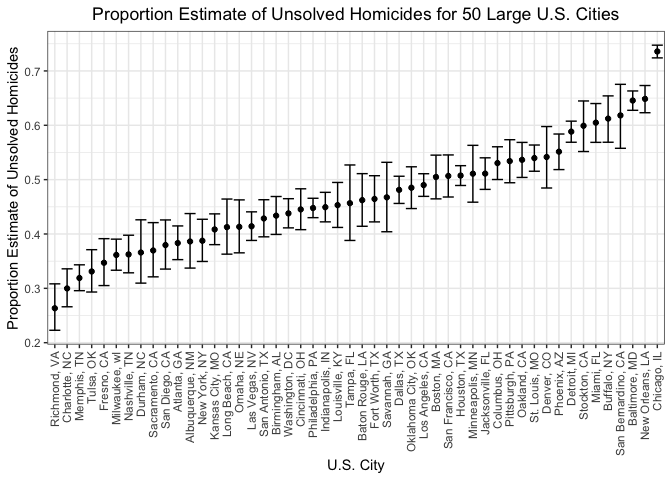 Proportion Estimate of Unsolved Homicides for 50 Large U.S. Cities
Proportion Estimate of Unsolved Homicides
0.7
0.6
0.5
0.4
0.3
0.2
Richmond, VA
Charlotte, NC
Memphis, TN
Tulsa, OK
Fresno, CA
Milwaukee, wI
Nashville, TN
Durham, NC
Sacramento, CA
San Diego, CA
Atlanta, GA
Albuquerque, NM
New York, NY
Kansas City, MO
Long Beach, CA
Omaha, NE
Las Vegas, NV
San Antonio, TX
Birmingham, AL
Washington, DC
Cincinnati, OH
Philadelphia, PA
Indianapolis, IN
Louisville, KY
Tampa, FL
Baton Rouge, LA
Fort Worth, TX
Savannah, GA
Dallas, TX
Oklahoma City, OK
Los Angeles, CA
Boston, MA
San Francisco, CA
Houston, TX
Minneapolis, MN
Jacksonville, FL
Columbus, OH
Pittsburgh, PA
Oakland, CA
St. Louis, MO
Denver, CO
Phoenix, AZ
Detroit, MI
Stockton, CA
Miami, FL
Buffalo, NY
San Bernardino, CA
Baltimore, MD
New Orleans, LA
Chicago, IL
U.S. City